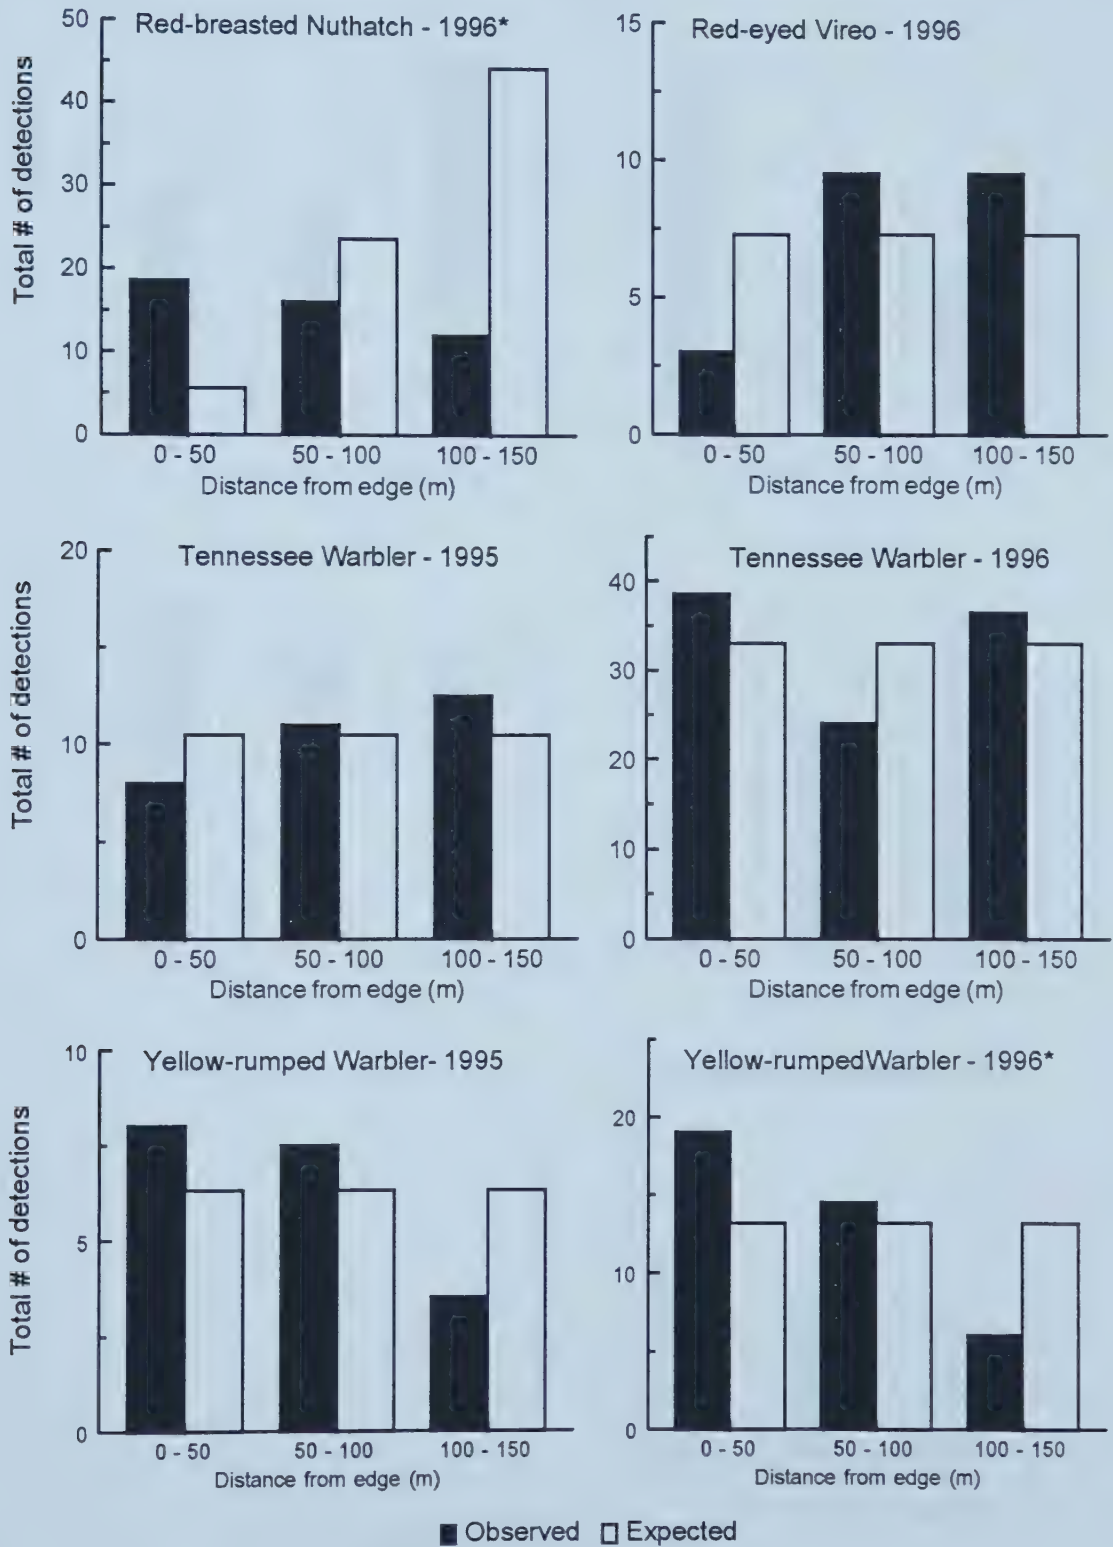 Red-breasted Nuthatch - 1996*
Total # of detections
50
40
30
20
10
0
0 - 50 50 - 100 100 - 150
Distance from edge (m)
Red-eyed Vireo - 1996
15
10
5
0
0 - 50 50 - 100 100 - 150
Distance from edge (m)
Tennessee Warbler - 1995
Total # of detections
20
10
0
0 - 50 50 - 100 100 - 150
Distance from edge (m)
Tennessee Warbler - 1996
40
30
20
10
0
0 - 50 50 - 100 100 - 150
Distance from edge (m)
Yellow-rumped Warbler- 1995
Total # of detections
10
5
0
0 - 50 50 - 100 100 - 150
Distance from edge (m)
Yellow-rumpedWarbler - 1996*
20
10
0
0 - 50 50 - 100 100 - 150
Distance from edge (m)
Observed Expected